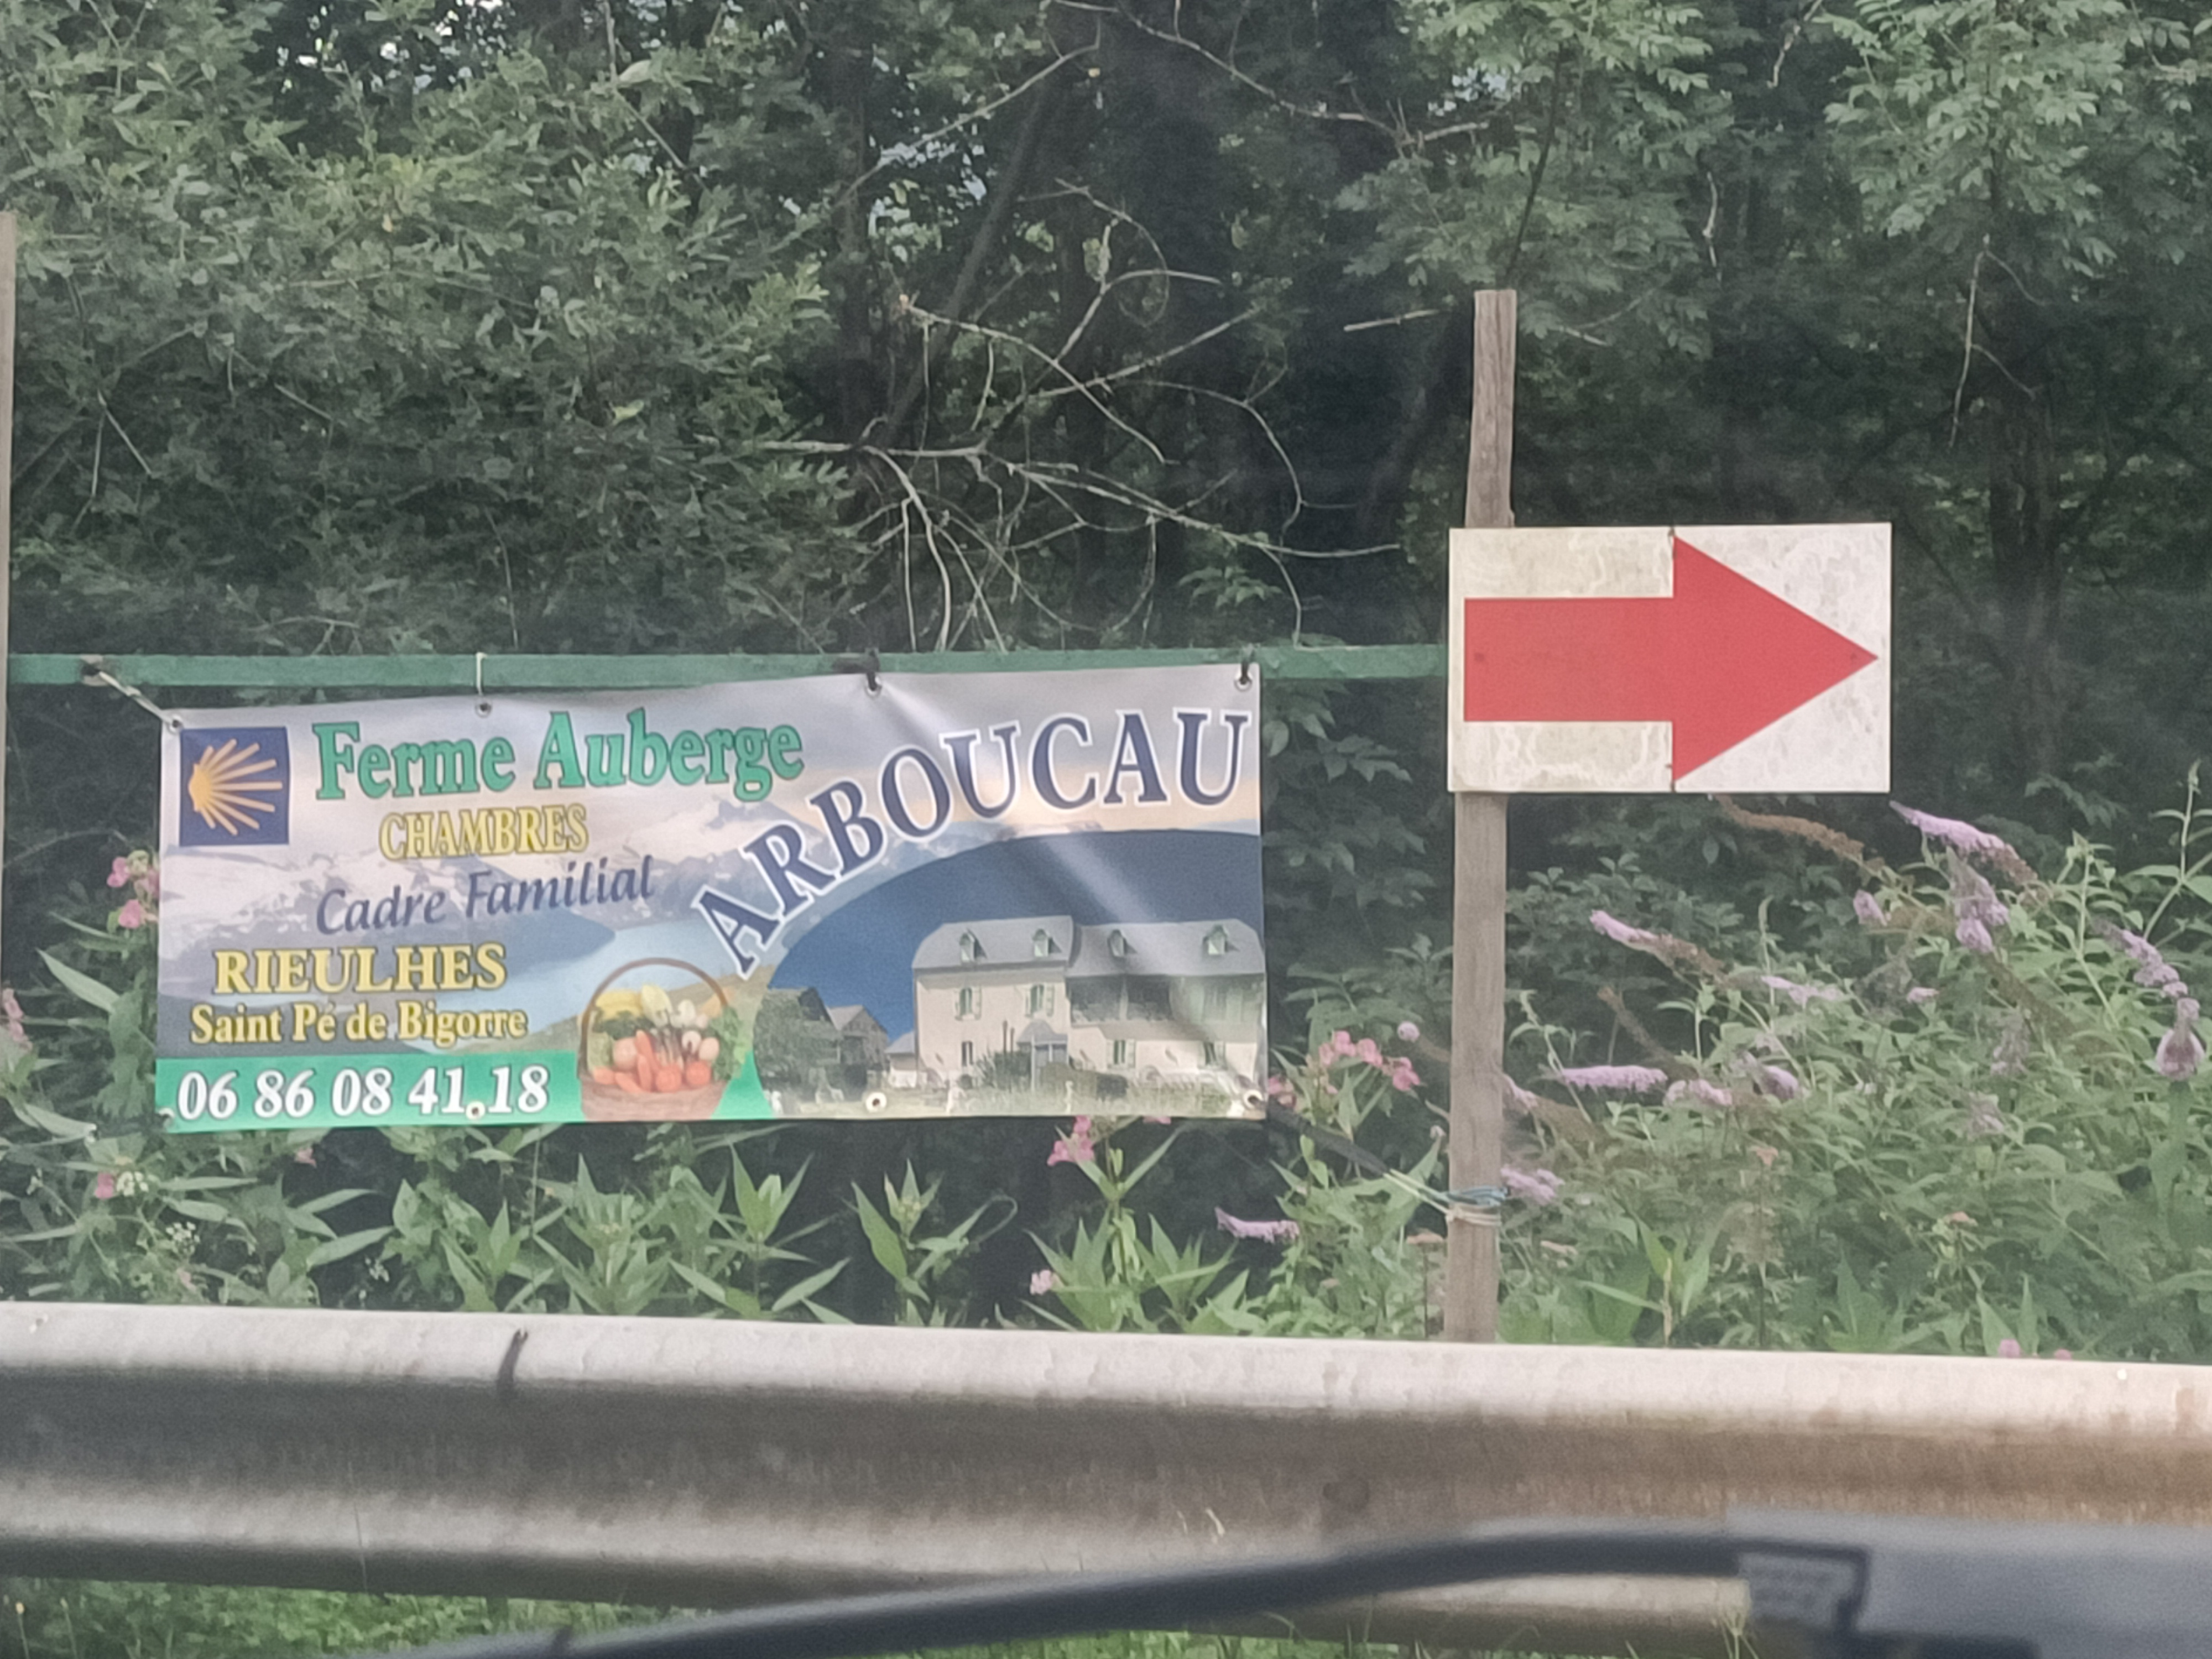 Ferme Auberge
ARBOUCAU
CHAMBRES
Cadre Familial
RIEULHES
Saint Pé de Bigorre
06 86 08 41 18